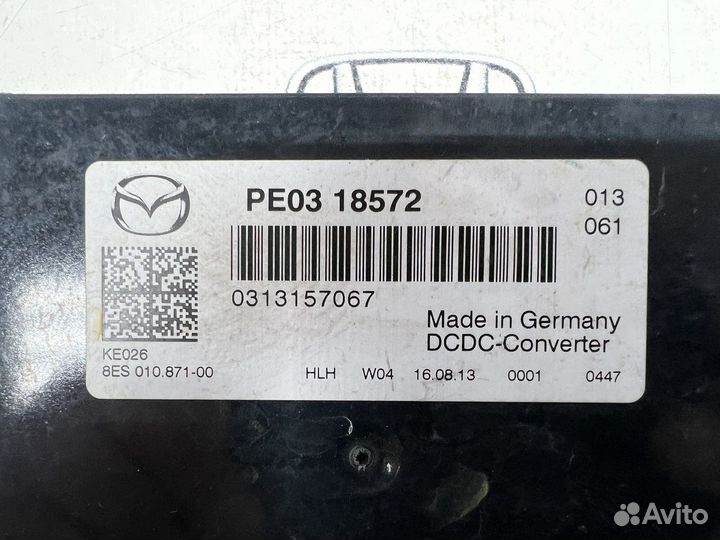 PE03 18572
013
061
0313157067
Made in Germany
DCDC-Converter
KE026
8ES 010.871-00
HLH W04 16.08.13 0001 0447
Avito